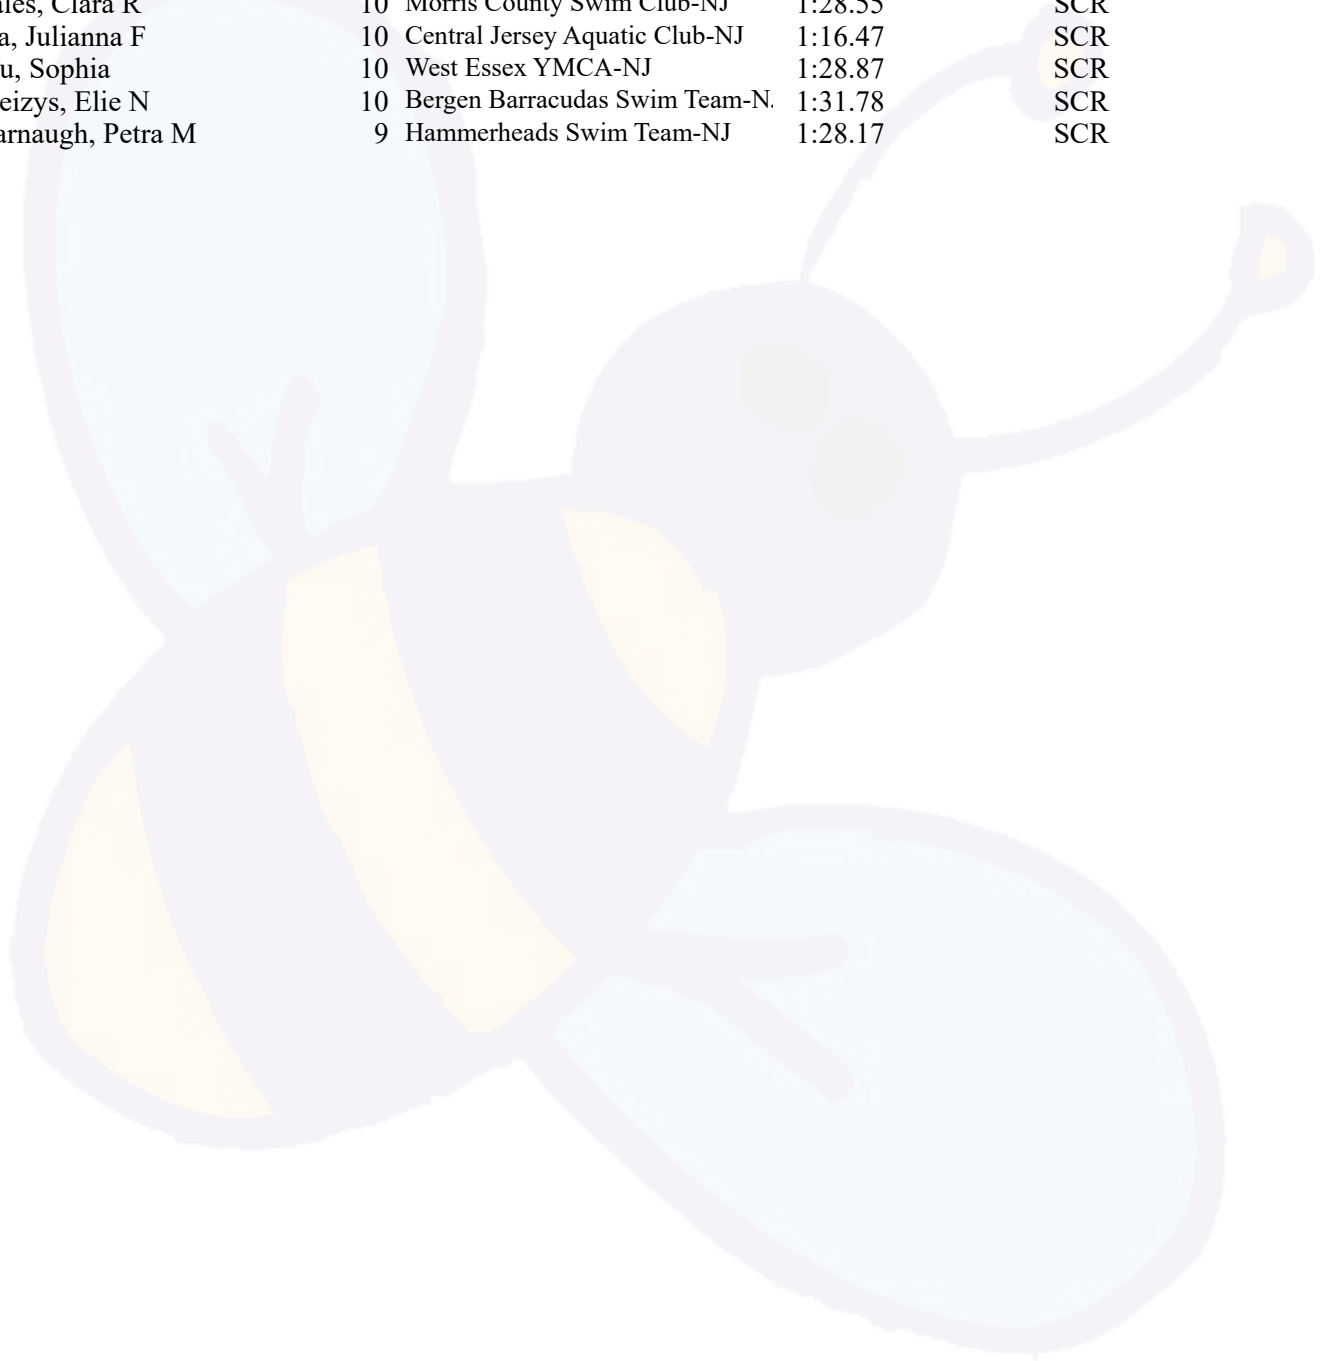 ales, Clara R 10 Morris County Swim Club-NJ 1:28.55 SCR
a, Julianna F 10 Central Jersey Aquatic Club-NJ 1:16.47 SCR
u, Sophia 10 West Essex YMCA-NJ 1:28.87 SCR
eizys, Elie N 10 Bergen Barracudas Swim Team-N 1:31.78 SCR
arnaugh, Petra M 9 Hammerheads Swim Team-NJ 1:28.17 SCR